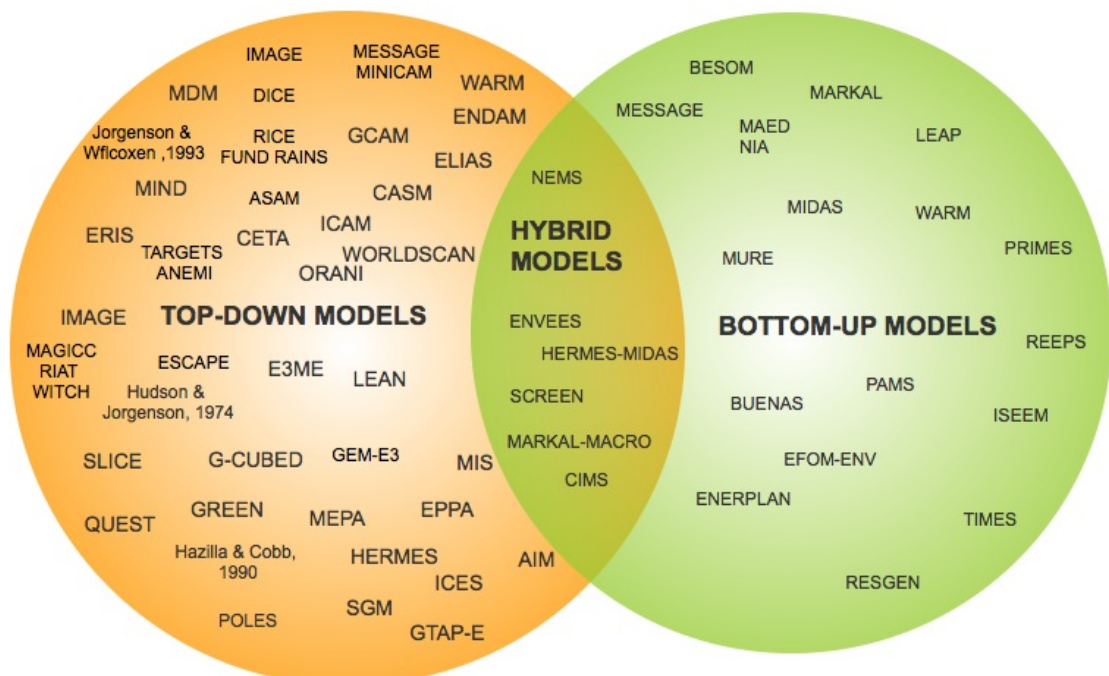 IMAGE
MESSAGE
MINICAM
WARM
MDM
DICE
ENDAM
Jorgenson &
Wflcoxen ,1993
RICE
FUND RAINS
GCAM
ELIAS
MIND
ASAM
CASM
ERIS
CETA
ICAM
TARGETS
ANEMI
WORLDSCAN
ORANI
IMAGE
TOP-DOWN MODELS
MAGICC
RIAT
WITCH
ESCAPE
E3ME
LEAN
Hudson &
Jorgenson, 1974
SLICE
G-CUBED
GEM-E3
MIS
QUEST
GREEN
MEPA
EPPA
Hazilla & Cobb,
1990
HERMES
AIM
ICES
POLES
SGM
GTAP-E
NEMS
HYBRID
MODELS
ENVEES
HERMES-MIDAS
SCREEN
MARKAL-MACRO
CIMS
BESOM
MARKAL
MESSAGE
MAED
NIA
LEAP
MIDAS
WARM
MURE
PRIMES
BOTTOM-UP MODELS
REEPS
PAMS
BUENAS
ISEEM
EFOM-ENV
ENERPLAN
TIMES
RESGEN